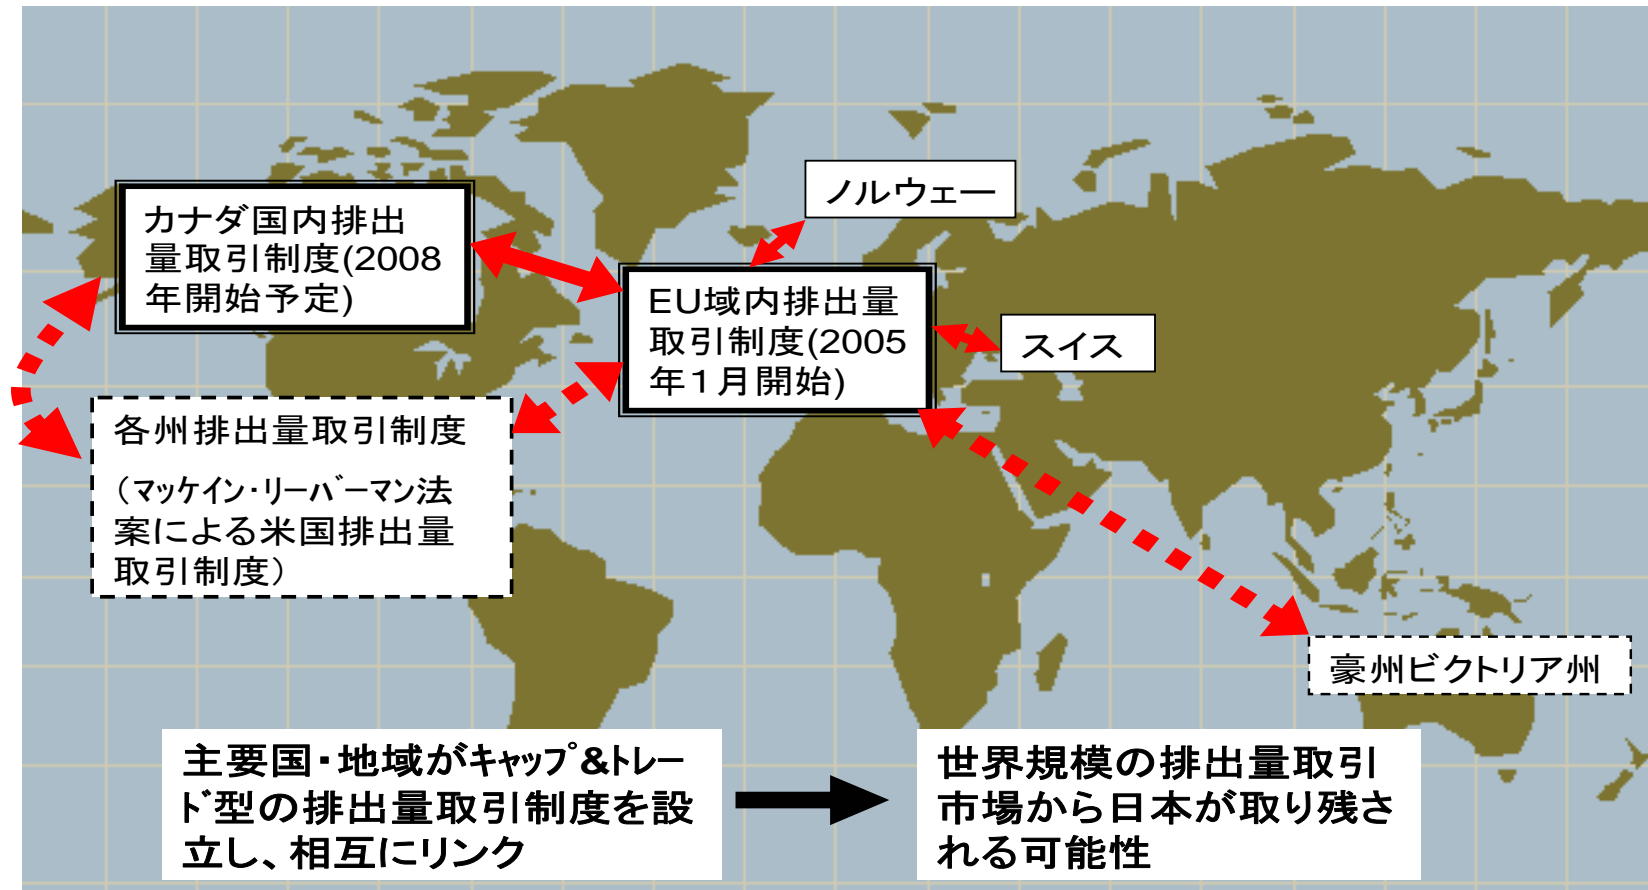 ノルウェー
カナダ国内排出
量取引制度(2008
年開始予定)
EU域内排出量
取引制度(2005
年１月開始)
スイス
各州排出量取引制度
（ﾏｯｹｲﾝ・ﾘｰﾊﾞｰﾏﾝ法
案による米国排出量
取引制度）
豪州ビクトリア州
主要国・地域がｷｬｯﾌﾟ&ﾄﾚｰ
ﾄﾞ型の排出量取引制度を設
立し、相互にリンク
世界規模の排出量取引
市場から日本が取り残さ
れる可能性